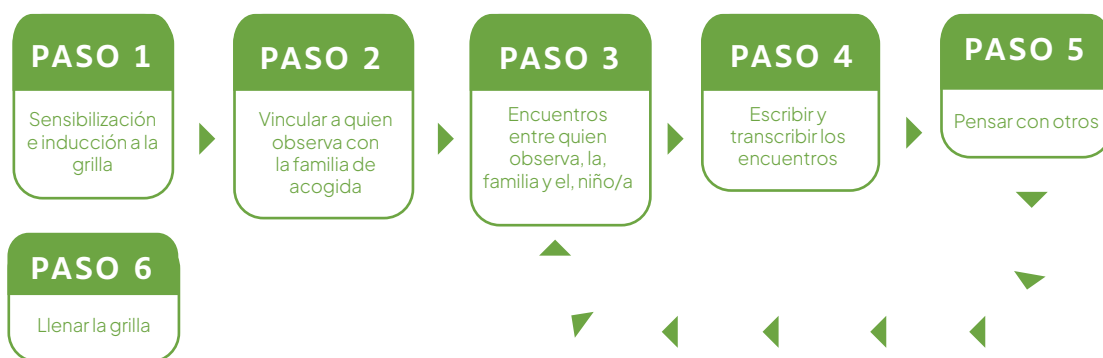 PASO 1
Sensibilización
e inducción a la
grilla
PASO 2
Vincular a quien
observa con
la familia de
acogida
PASO 3
Encuentros
entre quien
observa, la,
familia y el, niño/a
PASO 4
Escribir y
transcribir los
encuentros
PASO 5
Pensar con otros
PASO 6
Llenar la grilla